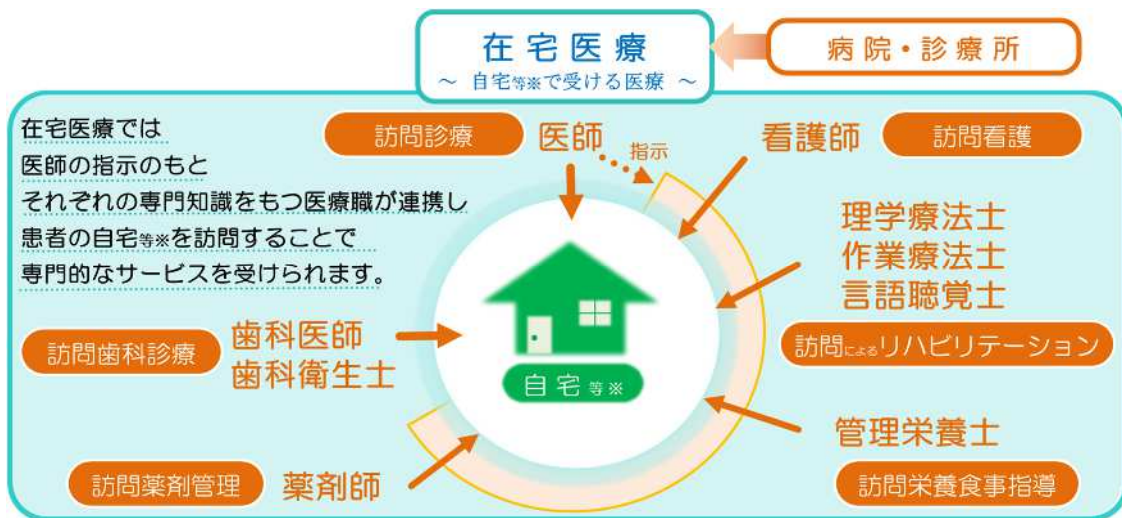 在宅医療
～ 自宅等※で受ける医療 ～
病院・診療所
在宅医療では
医師の指示のもと
それぞれの専門知識をもつ医療職が連携し
患者の自宅等※を訪問することで
専門的なサービスを受けられます。
訪問診療
医師
指示
看護師
訪問看護
理学療法士
作業療法士
言語聴覚士
訪問によるリハビリテーション
歯科医師
歯科衛生士
訪問歯科診療
自宅等※
管理栄養士
訪問栄養食事指導
訪問薬剤管理
薬剤師